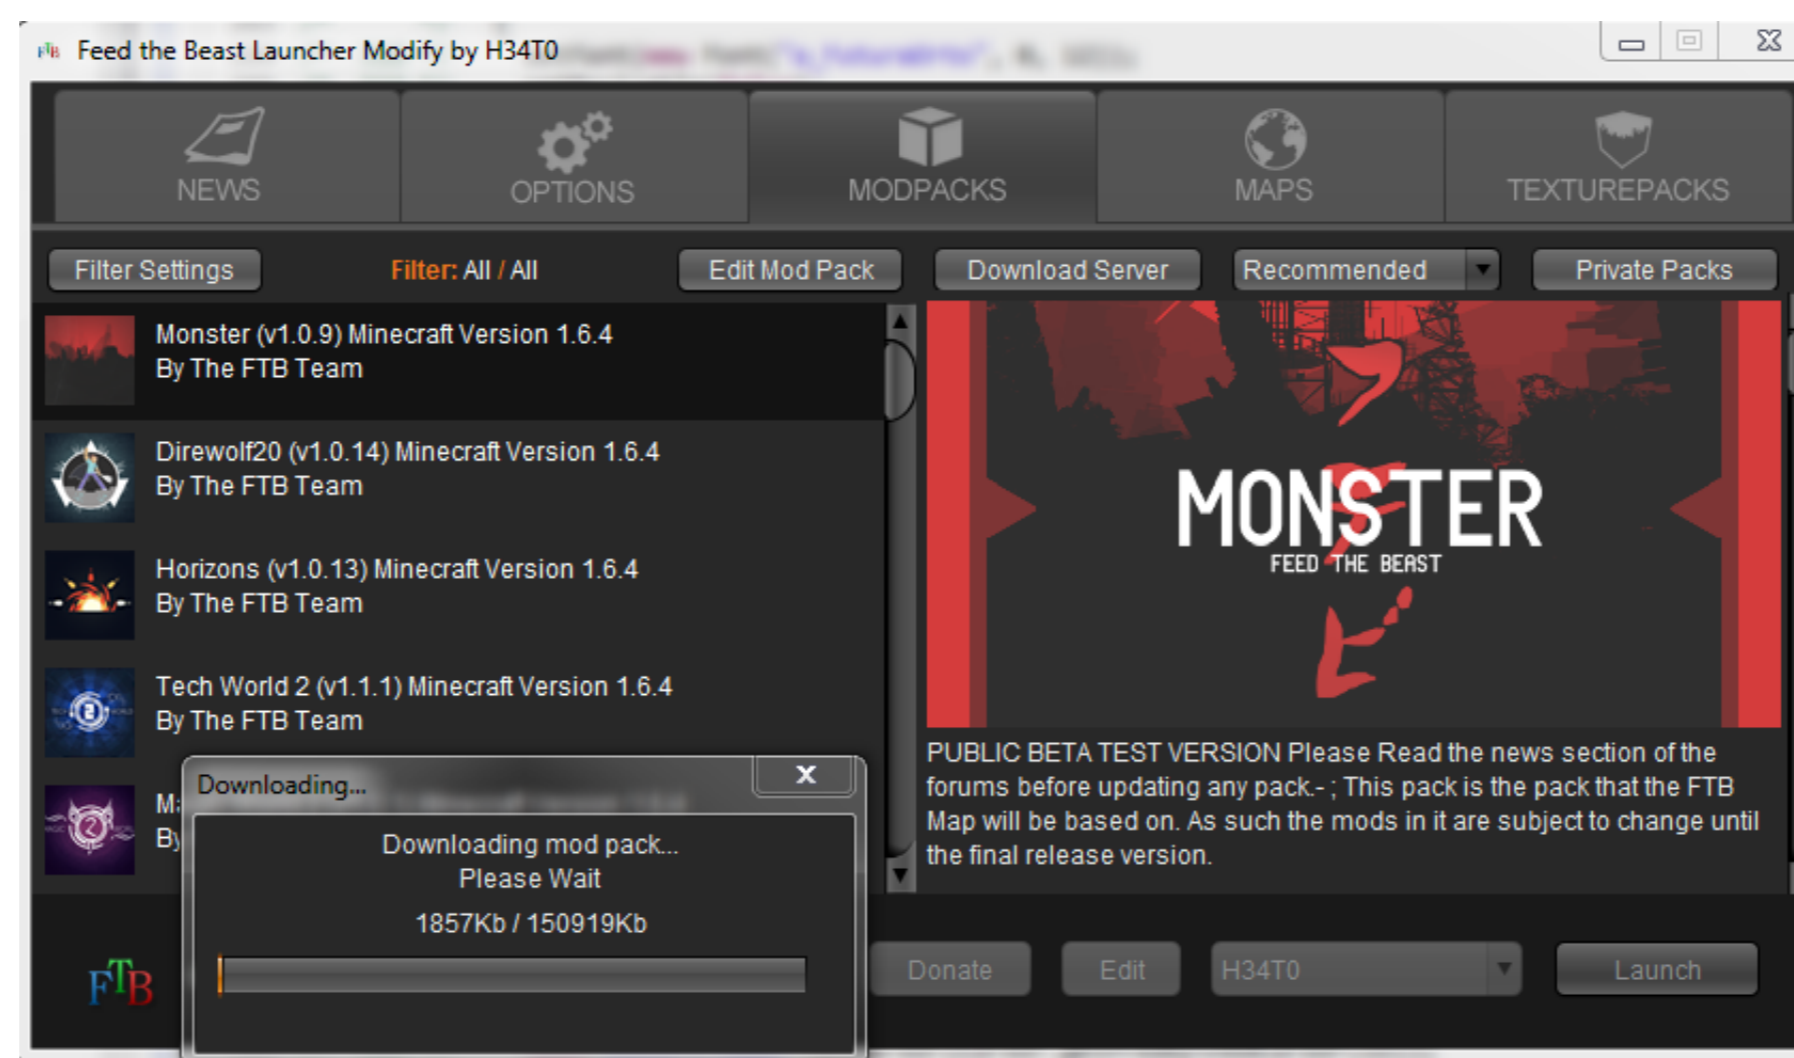 Feed the Beast Launcher Modify by H34T0
NEWS
OPTIONS
MODPACKS
MAPS
TEXTUREPACKS
Filter Settings
Filter: All / All
Edit Mod Pack
Download Server
Recommended
Private Packs
Monster (v1.0.9) Minecraft Version 1.6.4
By The FTB Team
Direwolf20 (v1.0.14) Minecraft Version 1.6.4
By The FTB Team
Horizons (v1.0.13) Minecraft Version 1.6.4
By The FTB Team
Tech World 2 (v1.1.1) Minecraft Version 1.6.4
By The FTB Team
By
MONSTER
FEED THE BEAST
PUBLIC BETA TEST VERSION Please Read the news section of the
forums before updating any pack.- ; This pack is the pack that the FTB
Map will be based on. As such the mods in it are subject to change until
the final release version.
Downloading...
X
Downloading mod pack...
Please Wait
1857Kb / 150919Kb
FTB
Donate
Edit
H34T0
Launch